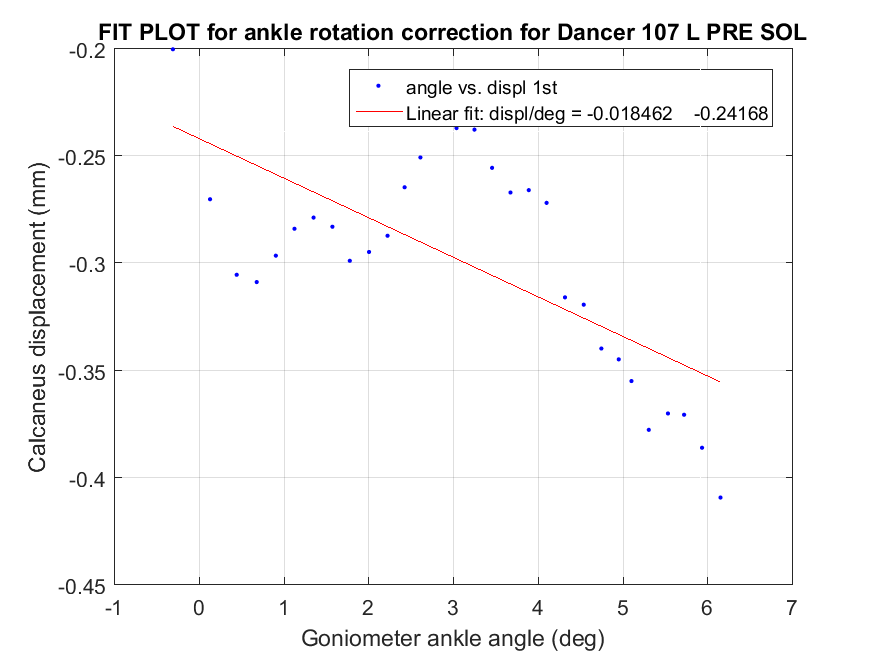 FIT PLOT for ankle rotation correction for Dancer 107 L PRE SOL
angle vs. displ 1st
Linear fit: displ/deg = -0.018462 -0.24168
-0.2
-0.25
-0.3
-0.35
-0.4
-0.45
Calcaneus displacement (mm)
-1 0 1 2 3 4 5 6 7
Goniometer ankle angle (deg)